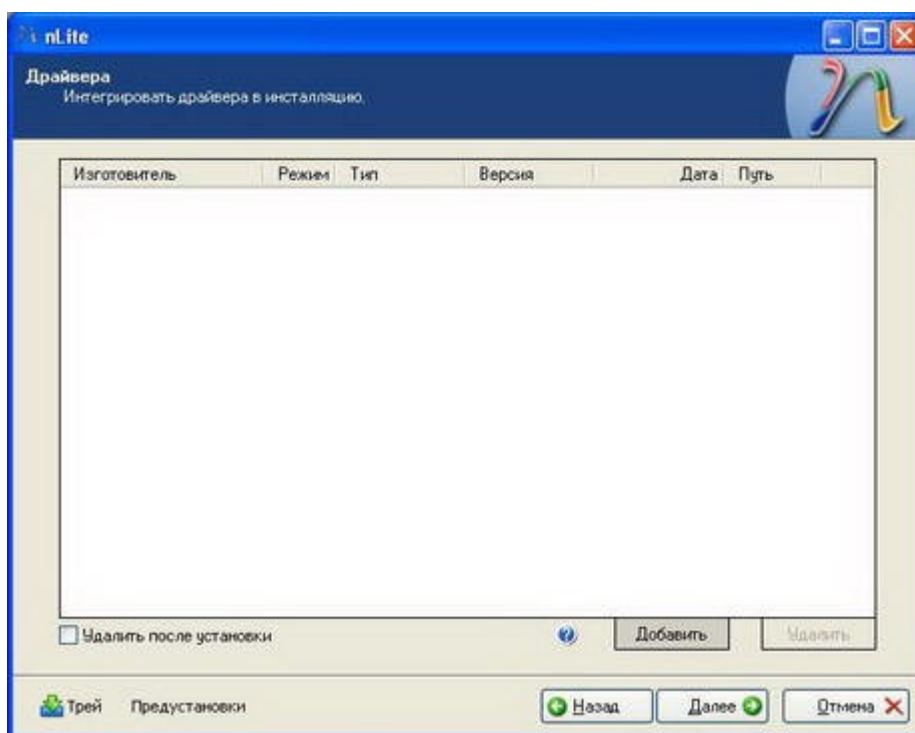 nLite
Драйвера
Интегрировать драйвера в инсталляцию.
Изготовитель Режим Тип Версия Дата Путь
Удалить после установки Добавить Удалить
Трей Предустановки Назад Далее Отмена